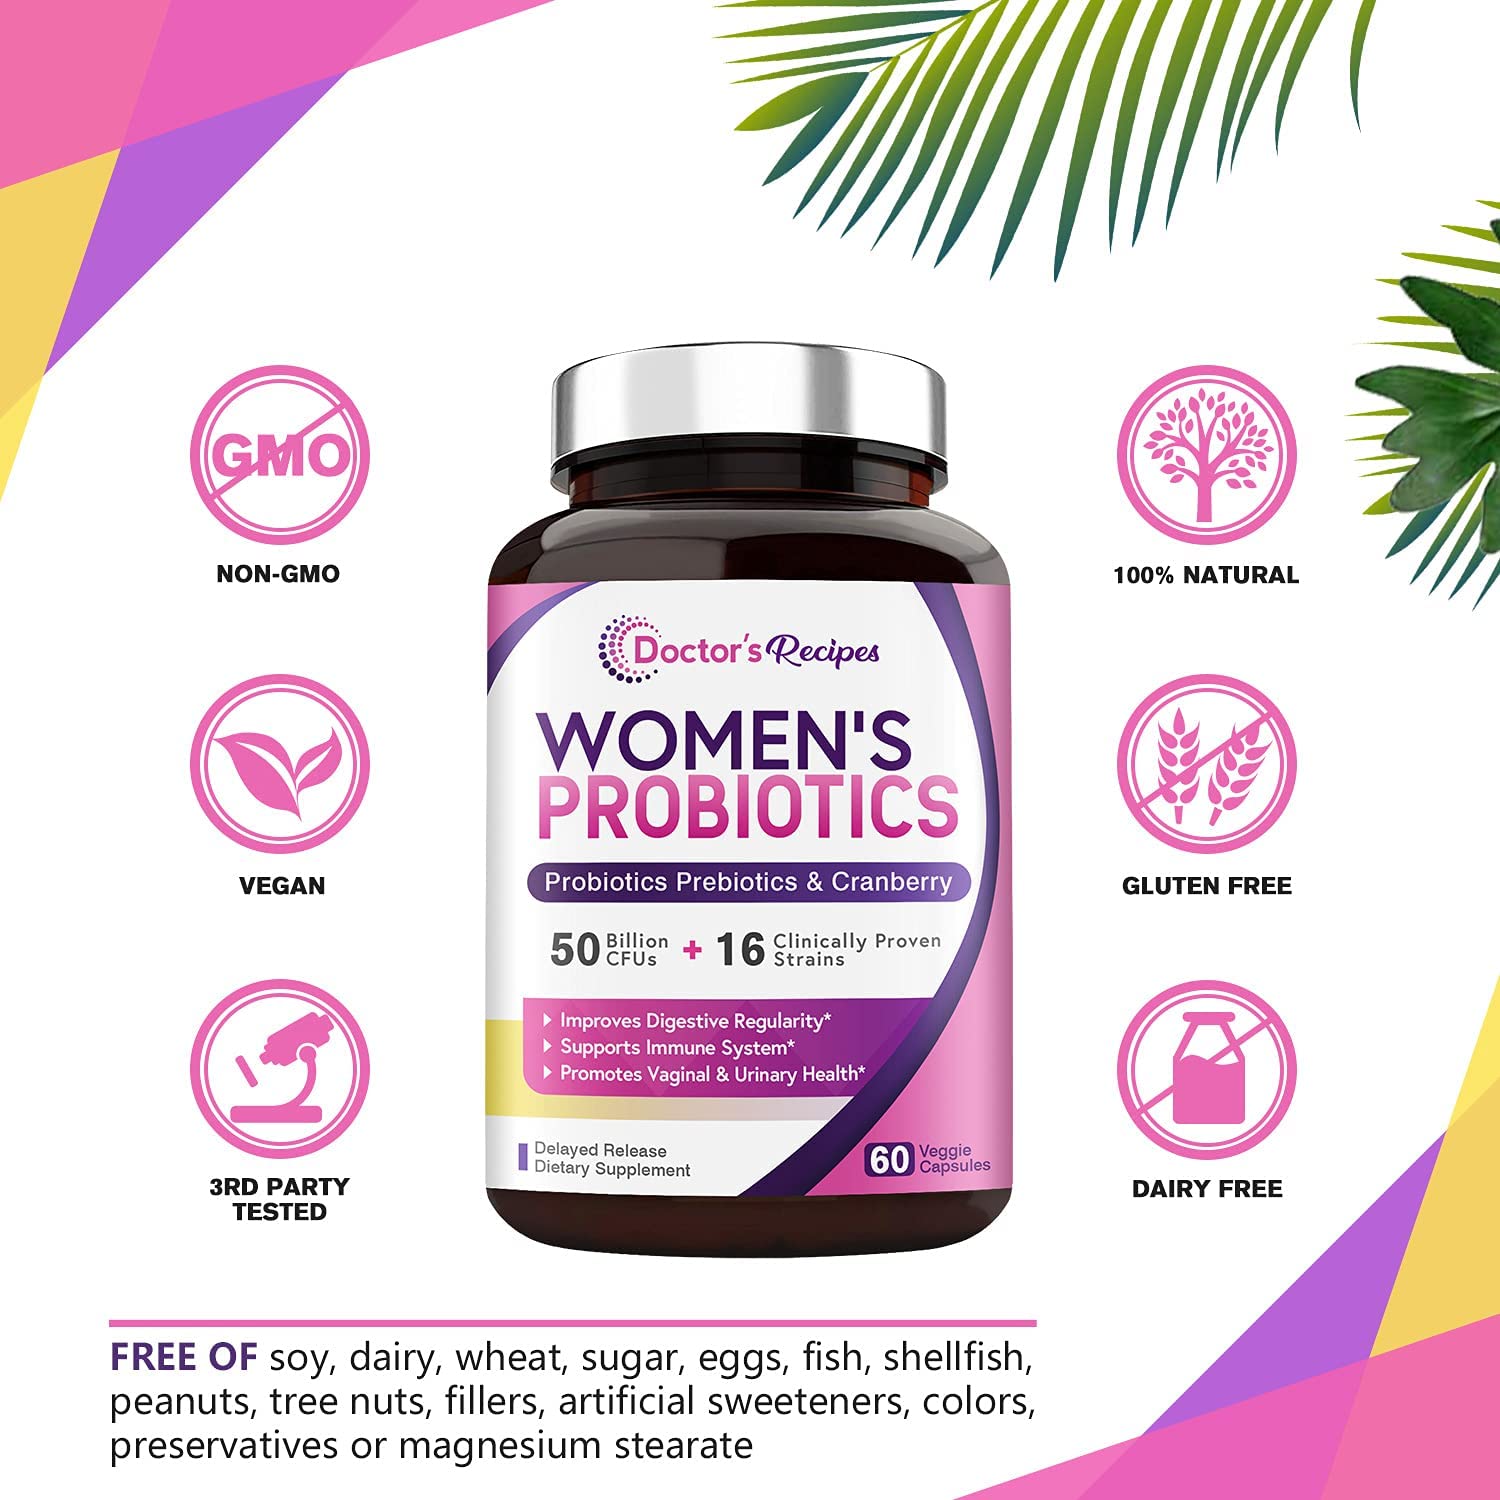 GMO
NON-GMO
VEGAN
3RD PARTY
TESTED
Doctor's Recipes
WOMEN'S
PROBIOTICS
Probiotics Prebiotics & Cranberry
50 Billion CFUs + 16 Clinically Proven Strains
Improves Digestive Regularity*
Supports Immune System*
Promotes Vaginal & Urinary Health*
Delayed Release
Dietary Supplement
60 Veggie Capsules
100% NATURAL
GLUTEN FREE
DAIRY FREE
FREE OF soy, dairy, wheat, sugar, eggs, fish, shellfish,
peanuts, tree nuts, fillers, artificial sweeteners, colors,
preservatives or magnesium stearate